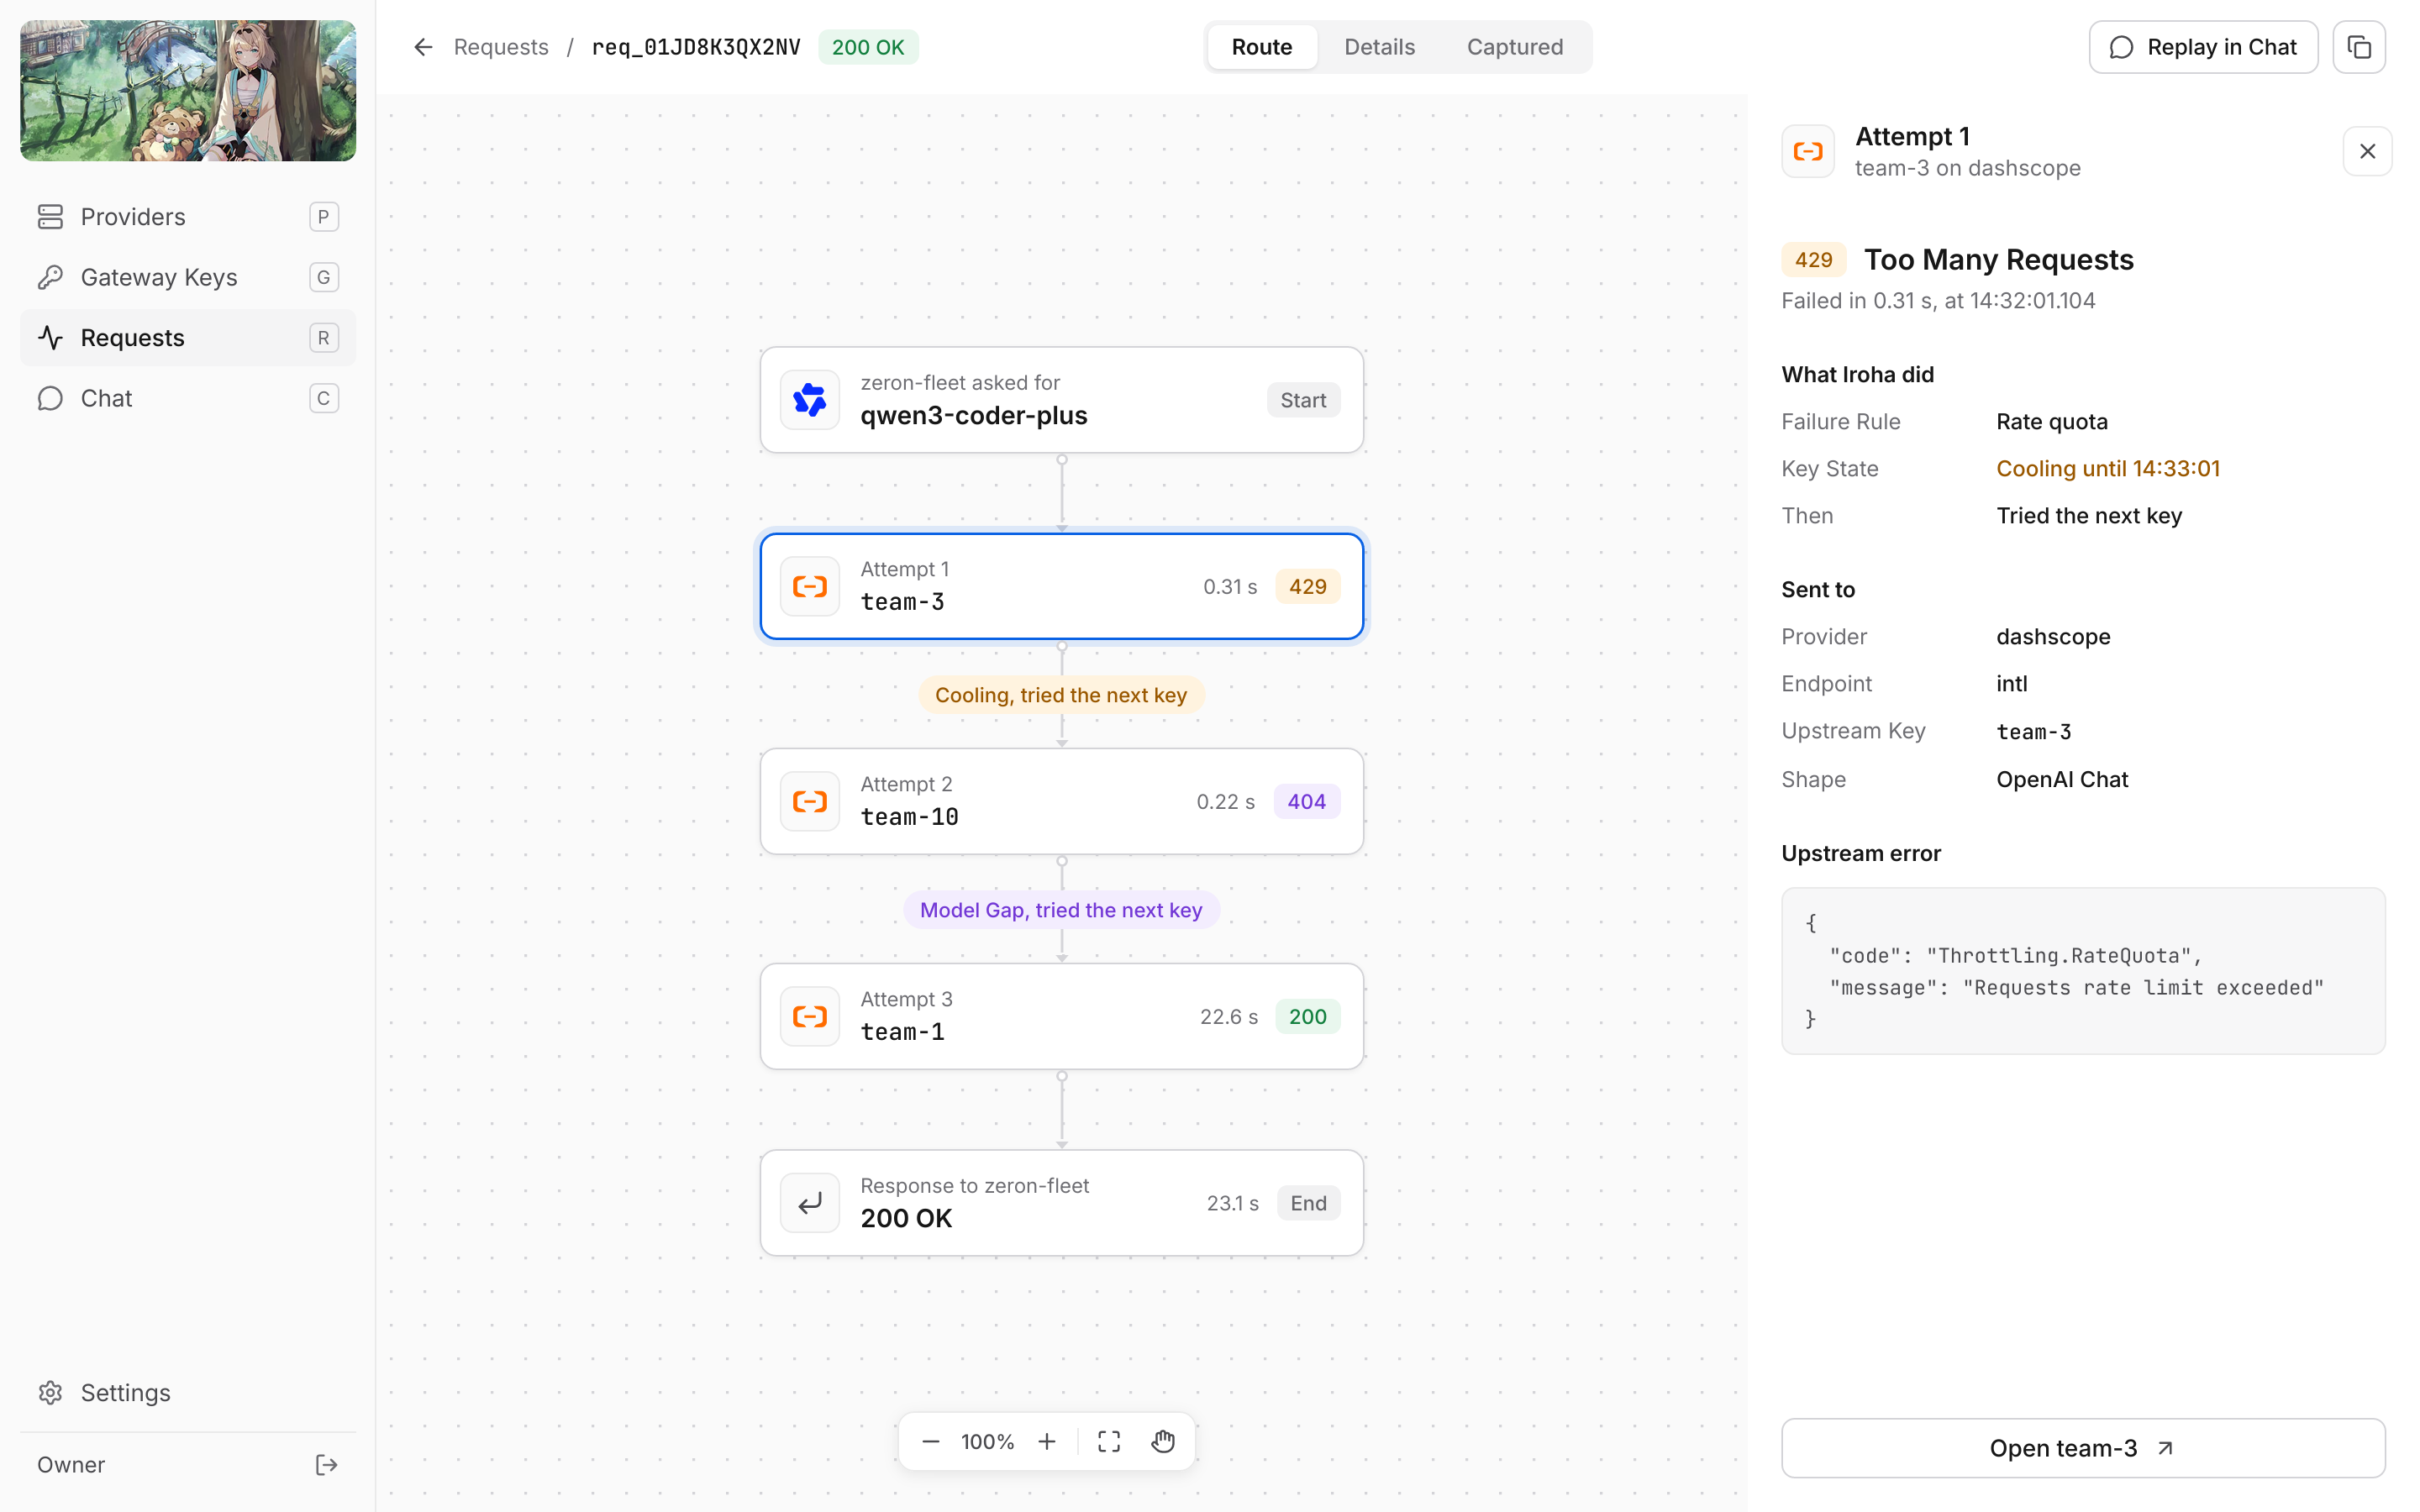 Requests / req_01JD8K3QX2NV 200 OK
Route Details Captured
Replay in Chat
Providers P
Gateway Keys G
Requests R
Chat C
Settings
Owner
zeron-fleet asked for
qwen3-coder-plus
Start
Attempt 1
team-3
0.31 s 429
Cooling, tried the next key
Attempt 2
team-10
0.22 s 404
Model Gap, tried the next key
Attempt 3
team-1
22.6 s 200
Response to zeron-fleet
200 OK
23.1 s End
100%
Attempt 1
team-3 on dashscope
429 Too Many Requests
Failed in 0.31 s, at 14:32:01.104
What Iroha did
Failure Rule Rate quota
Key State Cooling until 14:33:01
Then Tried the next key
Sent to
Provider dashscope
Endpoint intl
Upstream Key team-3
Shape OpenAI Chat
Upstream error
{
"code": "Throttling.RateQuota",
"message": "Requests rate limit exceeded"
}
Open team-3